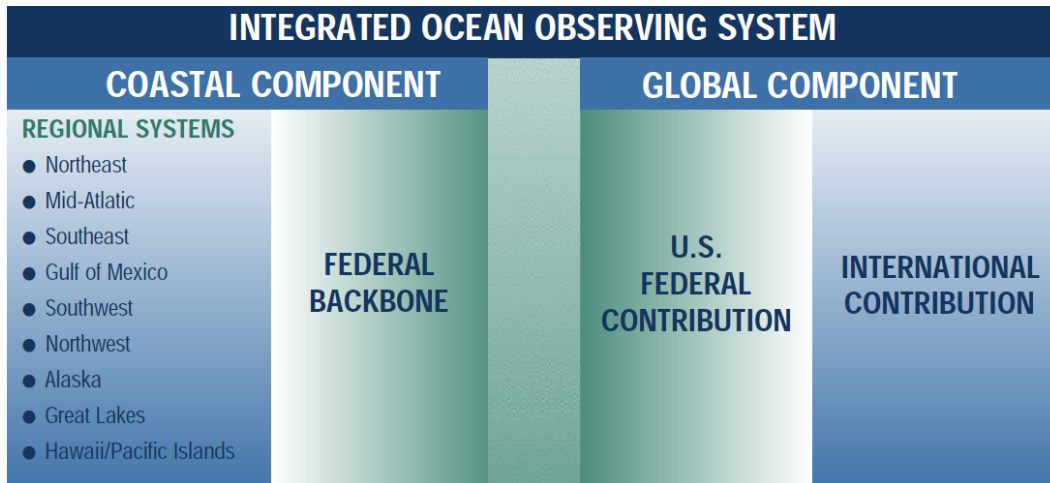 INTEGRATED OCEAN OBSERVING SYSTEM
COASTAL COMPONENT
GLOBAL COMPONENT
REGIONAL SYSTEMS
● Northeast
● Mid-Atlatic
● Southeast
● Gulf of Mexico
● Southwest
● Northwest
● Alaska
● Great Lakes
● Hawaii/Pacific Islands
FEDERAL
BACKBONE
U.S.
FEDERAL
CONTRIBUTION
INTERNATIONAL
CONTRIBUTION